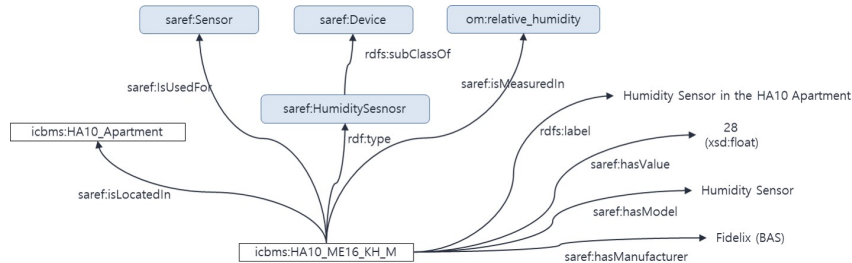 saref:Sensor
saref:Device
om:relative_humidity
rdfs:subClassOf
saref:IsUsedFor
saref:isMeasuredIn
saref:HumiditySesnosr
Humidity Sensor in the HA10 Apartment
rdfs:label
icbms:HA10_Apartment
rdf:type
28
(xsd:float)
saref:hasValue
saref:isLocatedIn
Humidity Sensor
saref:hasModel
Fidelix (BAS)
icbms:HA10_ME16_KH_M
saref:hasManufacturer